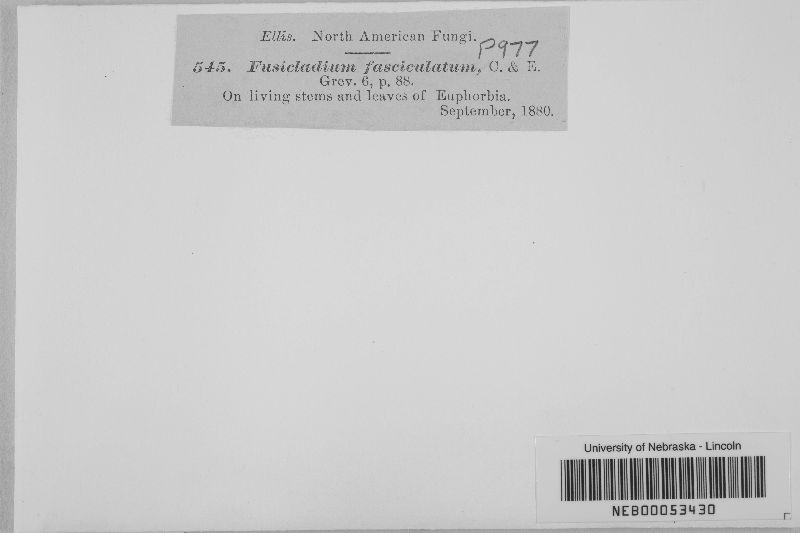 Ellis. North American Fungi.
P977
545. Fusicladium fasciculatum, C. & E.
Grev. 6, p. 88.
On living stems and leaves of Euphorbia.
September, 1880.
University of Nebraska - Lincoln
NEB00053430